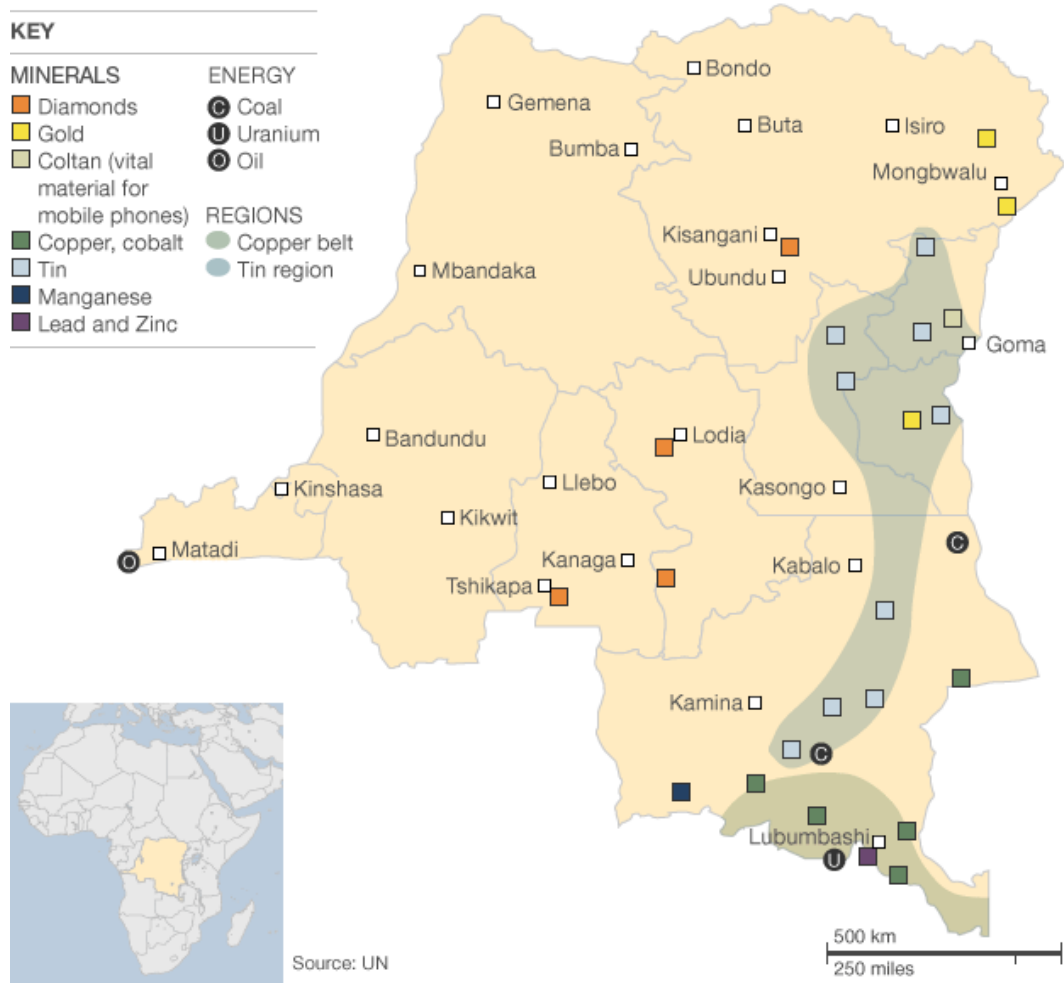 KEY
MINERALS
Diamonds
Gold
Coltan (vital
material for
mobile phones)
Copper, cobalt
Tin
Manganese
Lead and Zinc
ENERGY
C Coal
U Uranium
O Oil
REGIONS
Copper belt
Tin region
Bondo
Gemena
Buta
Isiro
Bumba
Mongbwalu
Kisangani
Mbandaka
Ubundu
Goma
Bandundu
Lodia
Llebo
Kinshasa
Kasongo
Kikwit
C
Matadi
O
Kanaga
Kabalo
Tshikapa
Kamina
C
Lubumbashi
U
500 km
250 miles
Source: UN